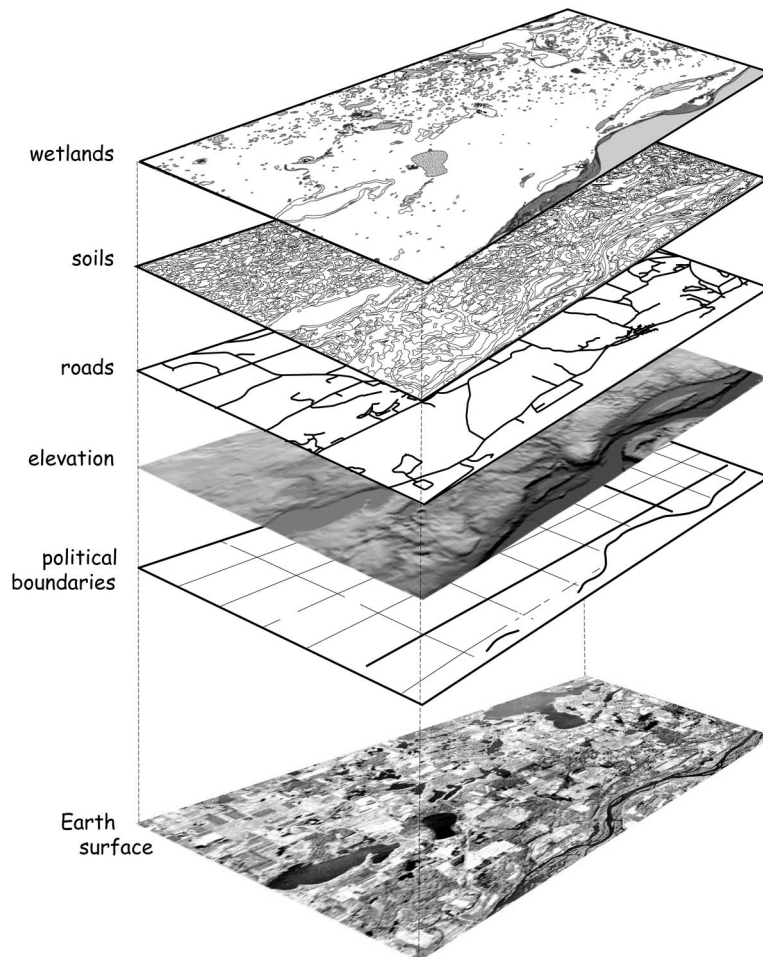 wetlands
soils
roads
elevation
political
boundaries
Earth
surface